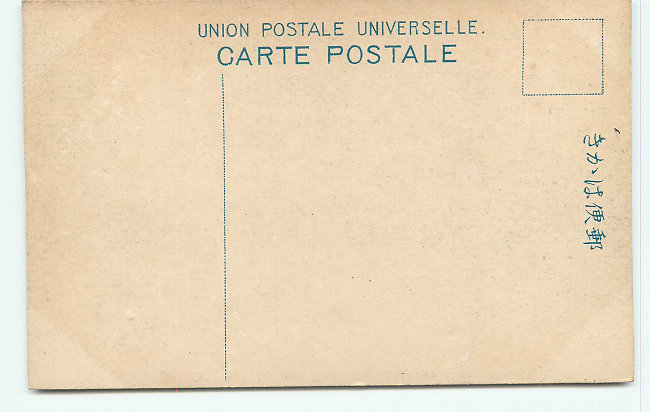 UNION POSTALE UNIVERSELLE.
CARTE POSTALE
きかは便郵